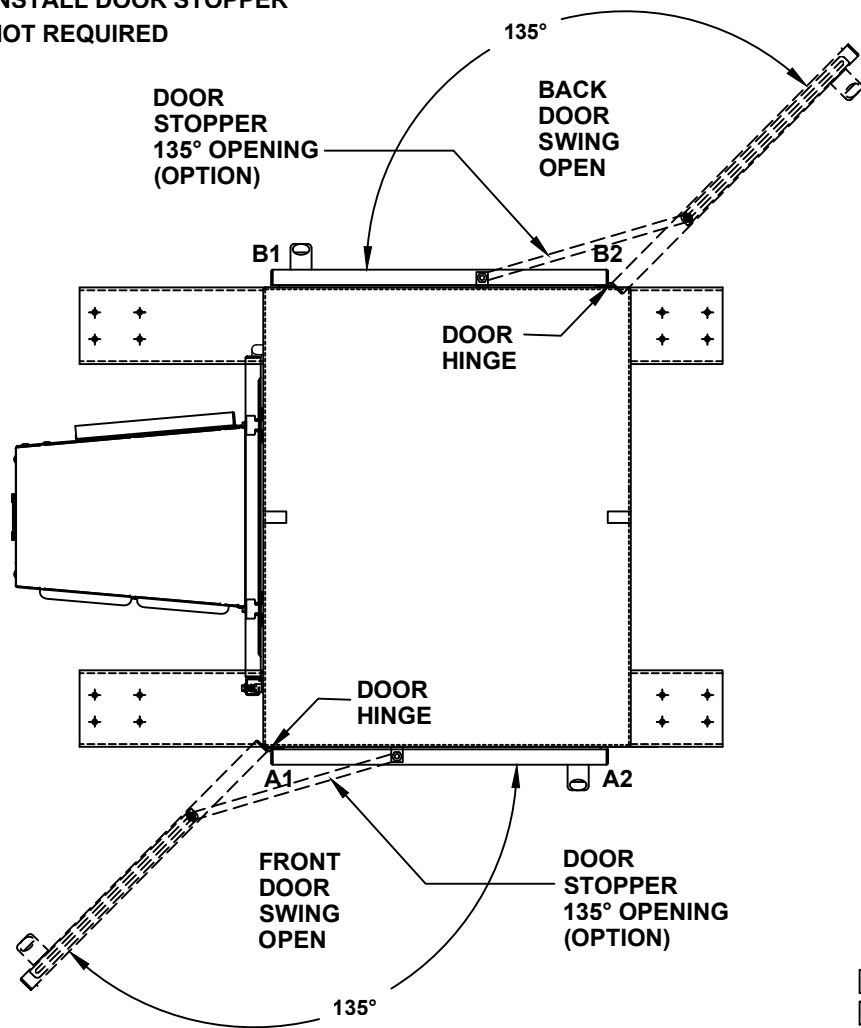 INSTALL DOOR STOPPER
NOT REQUIRED
135°
DOOR
STOPPER
135° OPENING
(OPTION)
BACK
DOOR
SWING
OPEN
B1
B2
DOOR
HINGE
DOOR
HINGE
A1
A2
FRONT
DOOR
SWING
OPEN
DOOR
STOPPER
135° OPENING
(OPTION)
135°